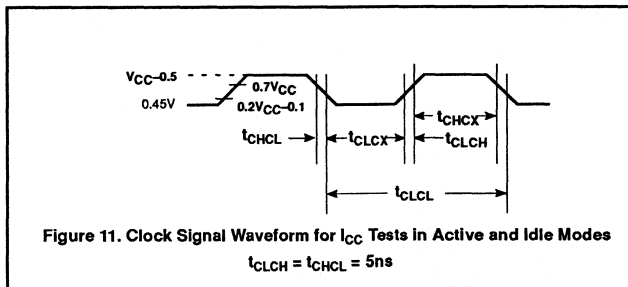 VCC–0.5
0.7VCC
0.45V
0.2VCC–0.1
tCHCX
tCHCL
tCLCX
tCLCH
tCLCL
Figure 11. Clock Signal Waveform for ICC Tests in Active and Idle Modes
tCLCH = tCHCL = 5ns